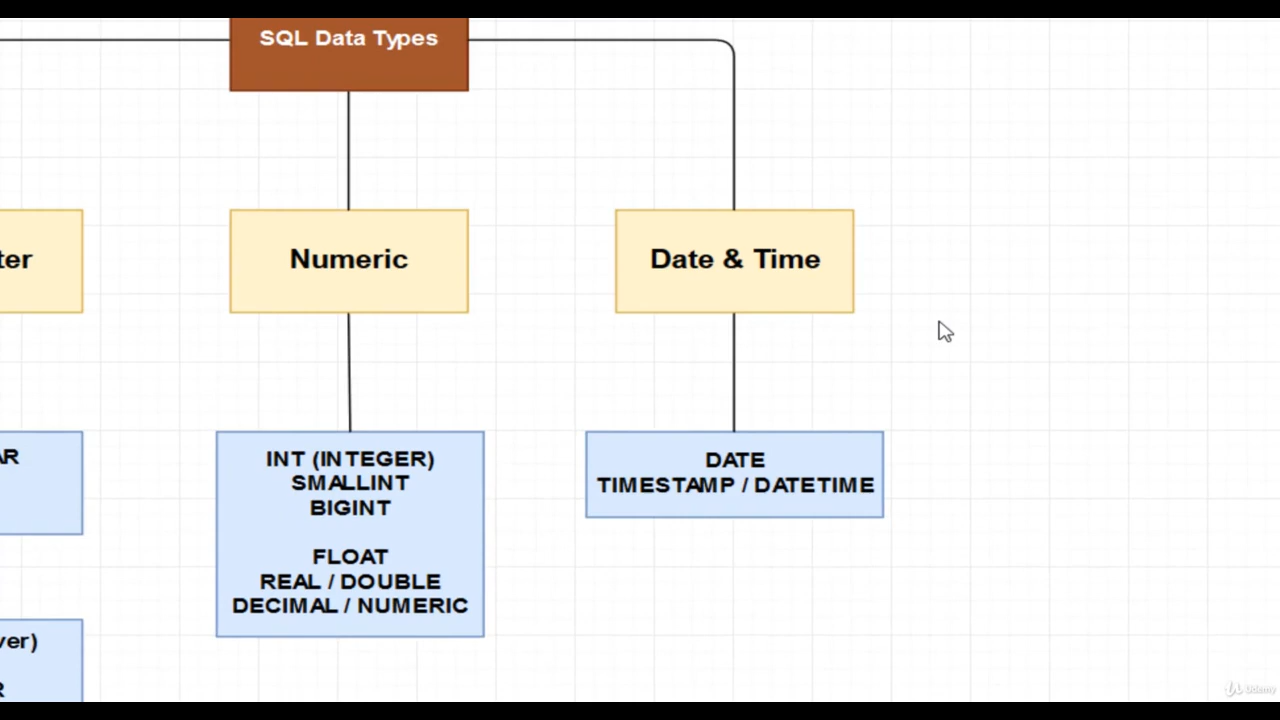 SQL Data Types
ter
Numeric
Date & Time
AR
INT (INTEGER)
SMALLINT
BIGINT
FLOAT
REAL / DOUBLE
DECIMAL / NUMERIC
DATE
TIMESTAMP / DATETIME
ver)
R
Udemy